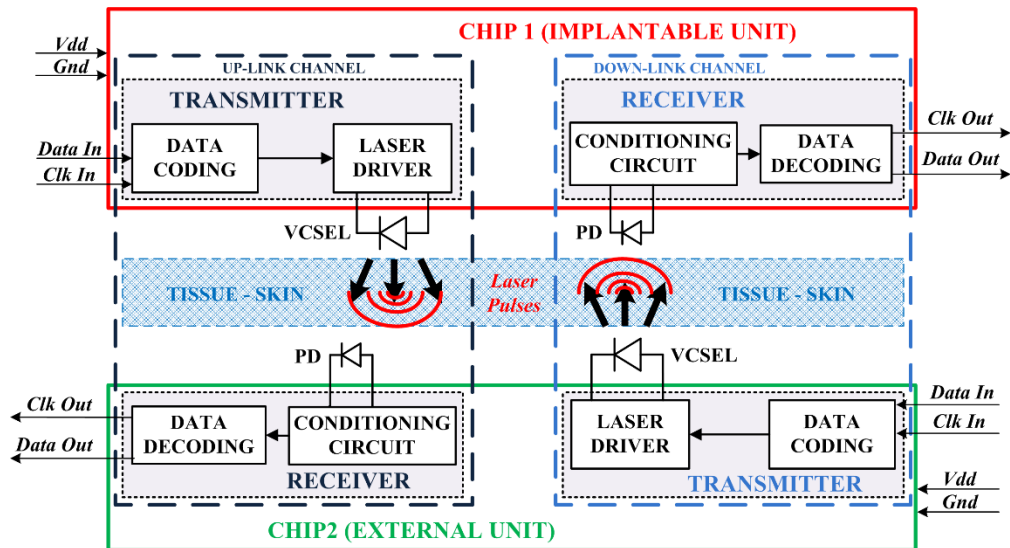 CHIP 1 (IMPLANTABLE UNIT)
Vdd
Gnd
UP-LINK CHANNEL
DOWN-LINK CHANNEL
TRANSMITTER
RECEIVER
Data In
Clk In
DATA
CODING
LASER
DRIVER
CONDITIONING
CIRCUIT
DATA
DECODING
Clk Out
Data Out
VCSEL
PD
TISSUE - SKIN
Laser
Pulses
TISSUE - SKIN
PD
VCSEL
Clk Out
Data Out
DATA
DECODING
CONDITIONING
CIRCUIT
LASER
DRIVER
DATA
CODING
Data In
Clk In
RECEIVER
TRANSMITTER
Vdd
Gnd
CHIP2 (EXTERNAL UNIT)